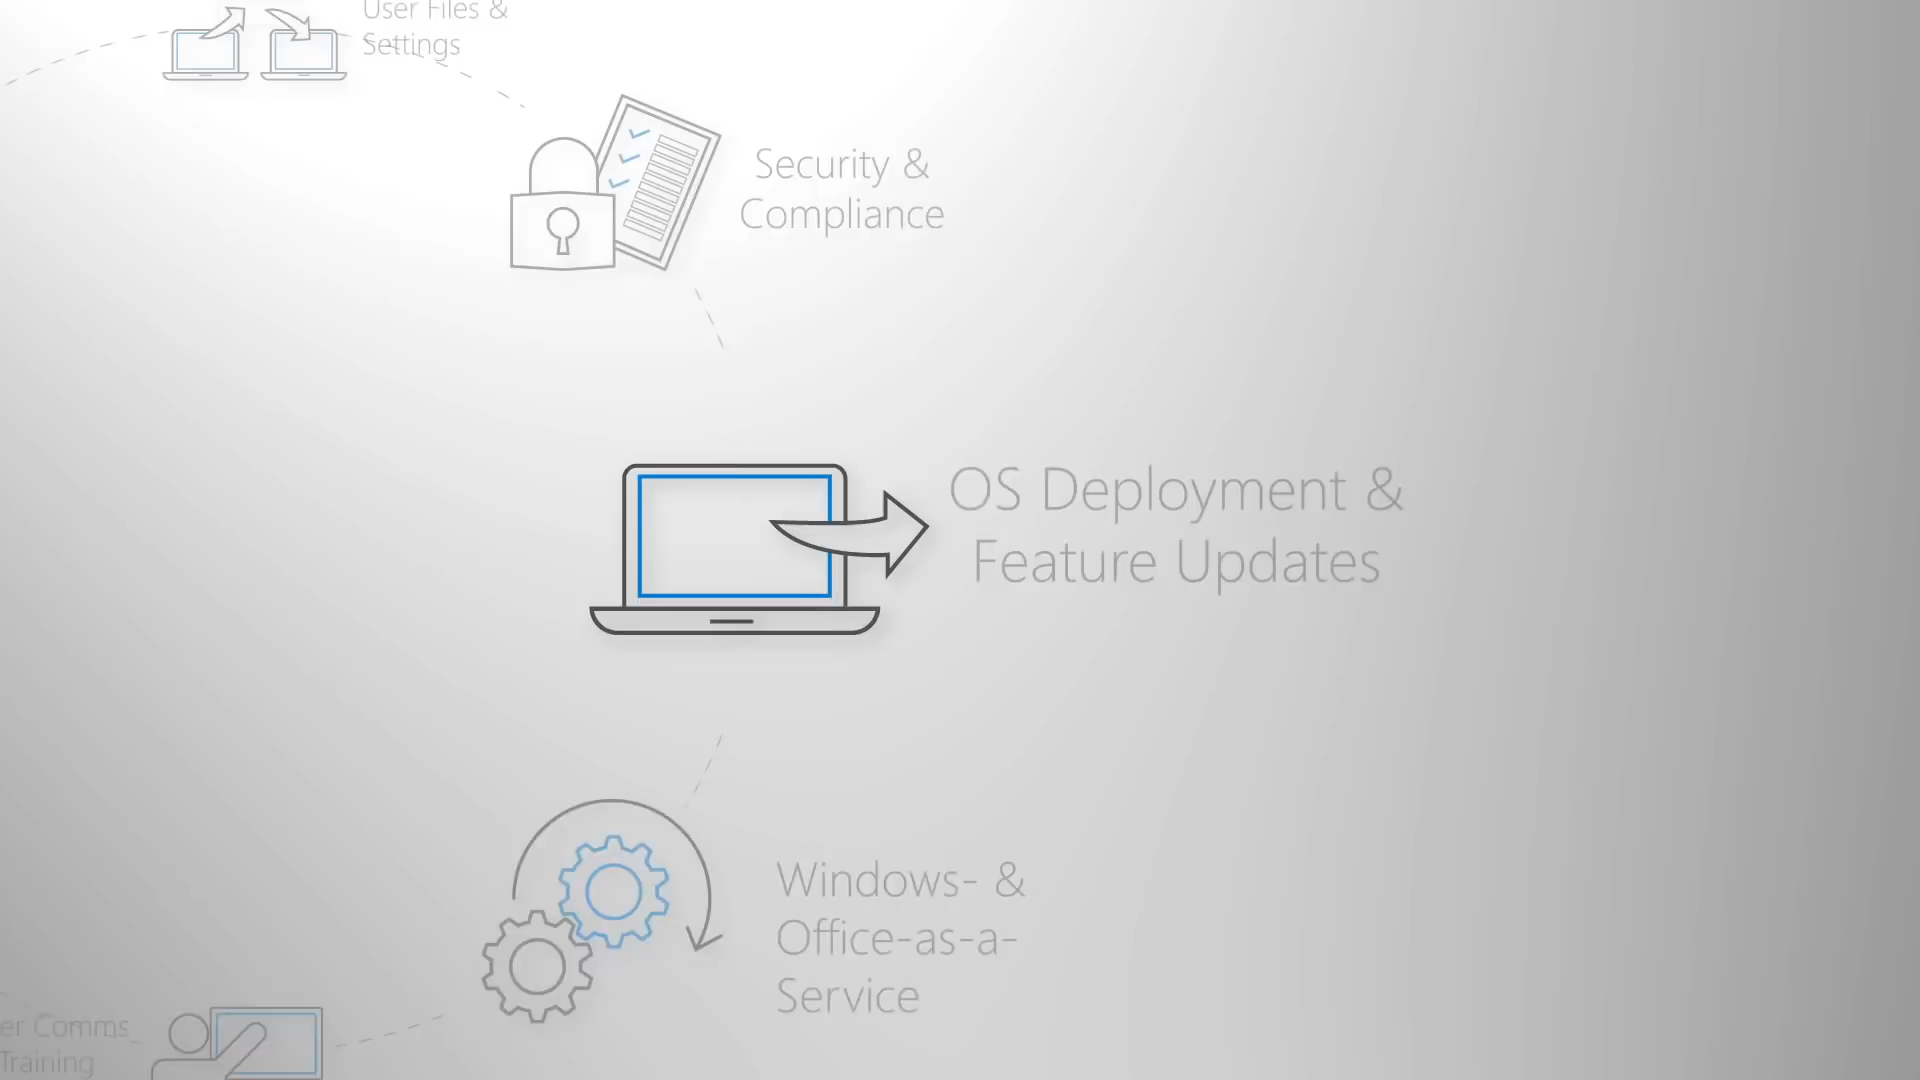 User Files &
Settings
Security &
Compliance
OS Deployment &
Feature Updates
Windows- &
Office-as-a-
Service
er Comms
Training